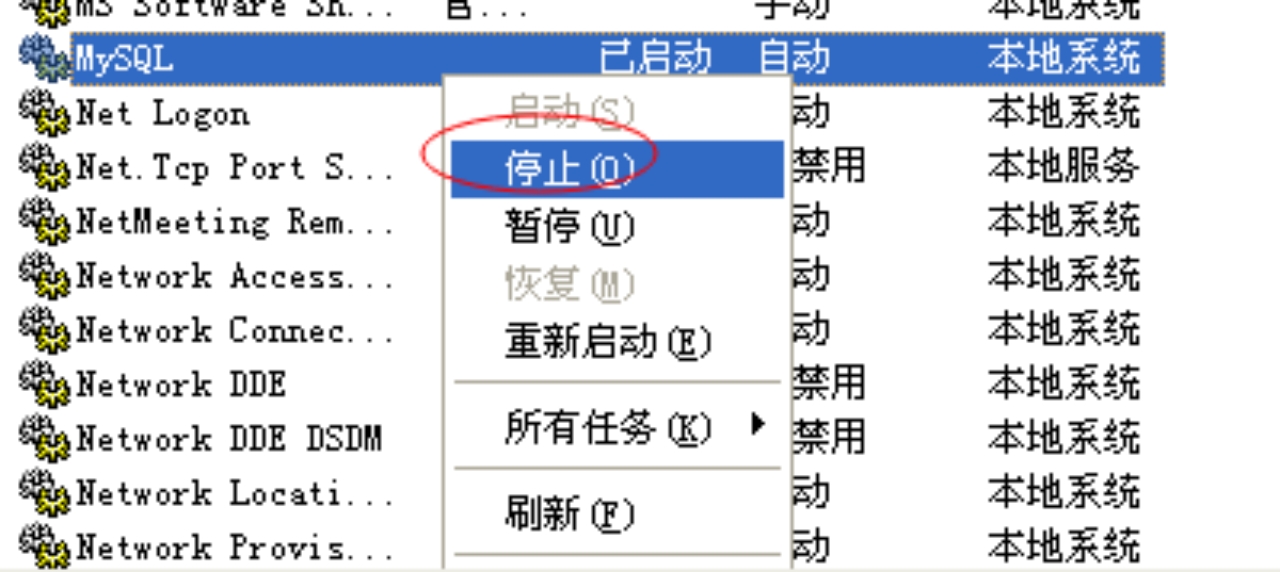 MS Software Sh... 管... 手动 本地系统
MySQL 已启动 自动 本地系统
启动(S)
Net Logon 动 本地系统
停止(O)
Net.Tcp Port S... 禁用 本地服务
暂停(U)
NetMeeting Rem... 动 本地系统
恢复(M)
Network Access... 动 本地系统
重新启动(E)
Network Connec... 动 本地系统
Network DDE 禁用 本地系统
所有任务(K)
Network DDE DSDM 禁用 本地系统
Network Locati... 动 本地系统
刷新(F)
Network Provis... 动 本地系统